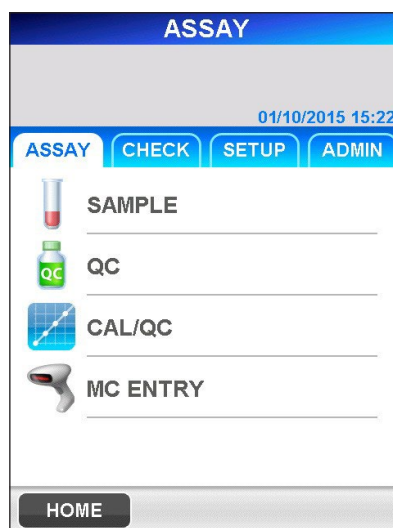 ASSAY
01/10/2015 15:22
ASSAY CHECK SETUP ADMIN
SAMPLE
QC QC
CAL/QC
MC ENTRY
HOME